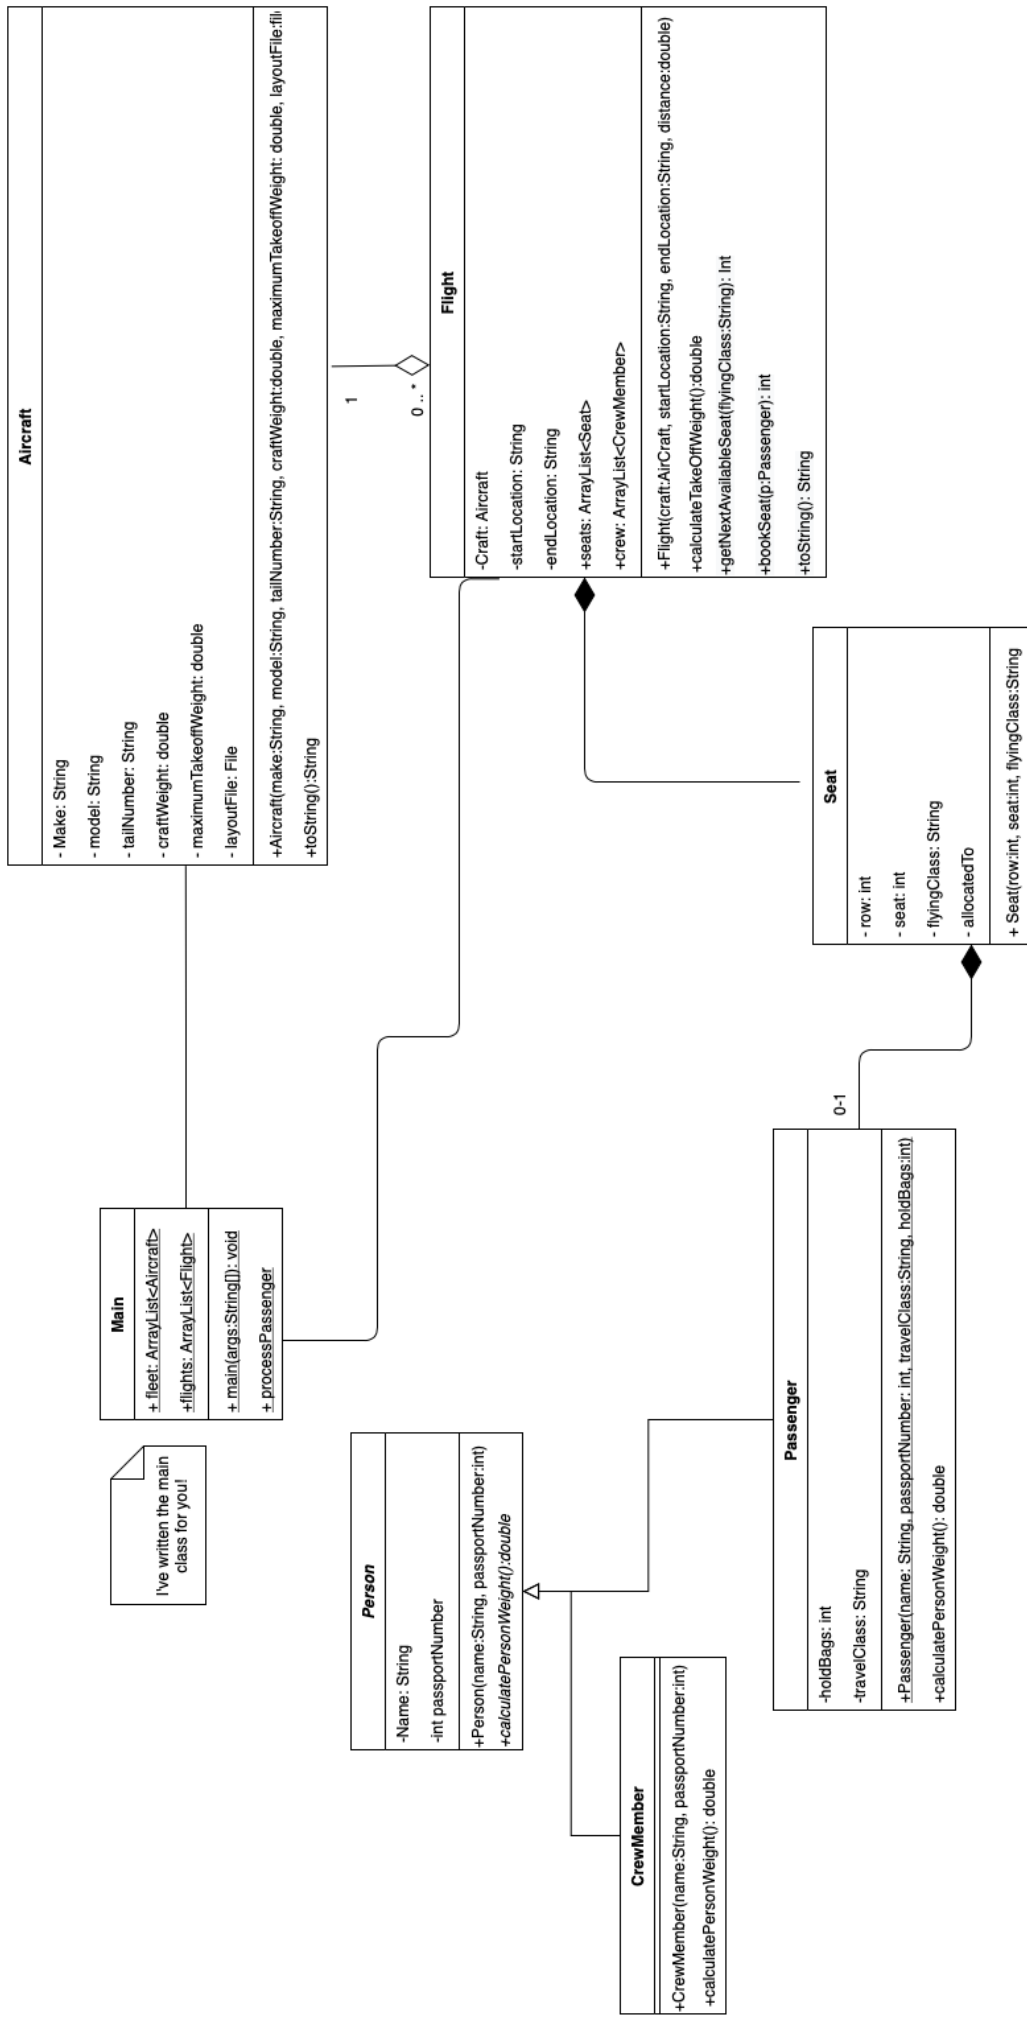 I've written the main
class for you!
Main
+ fleet: ArrayList<Aircraft>
+flights: ArrayList<Flight>
+ main(args:String[]): void
+ processPassenger
Aircraft
- Make: String
- model: String
- tailNumber: String
- craftWeight: double
- maximumTakeoffWeight: double
- layoutFile: File
+Aircraft(make:String, model:String, tailNumber:String, craftWeight:double, maximumTakeoffWeight: double, layoutFile:fil
+toString():String
1
0 .. *
Person
-Name: String
-int passportNumber
+Person(name:String, passportNumber:int)
+calculatePersonWeight():double
Flight
-Craft: Aircraft
-startLocation: String
-endLocation: String
+seats: ArrayList<Seat>
+crew: ArrayList<CrewMember>
+Flight(craft:AirCraft, startLocation:String, endLocation:String, distance:double)
+calculateTakeOffWeight():double
+getNextAvailableSeat(flyingClass:String): Int
+bookSeat(p:Passenger): int
+toString(): String
CrewMember
+CrewMember(name:String, passportNumber:int)
+calculatePersonWeight(): double
Passenger
-holdBags: int
-travelClass: String
+Passenger(name: String, passportNumber: int, travelClass:String, holdBags:int)
+calculatePersonWeight(): double
0-1
Seat
- row: int
- seat: int
- flyingClass: String
- allocatedTo
+ Seat(row:int, seat:int, flyingClass:String